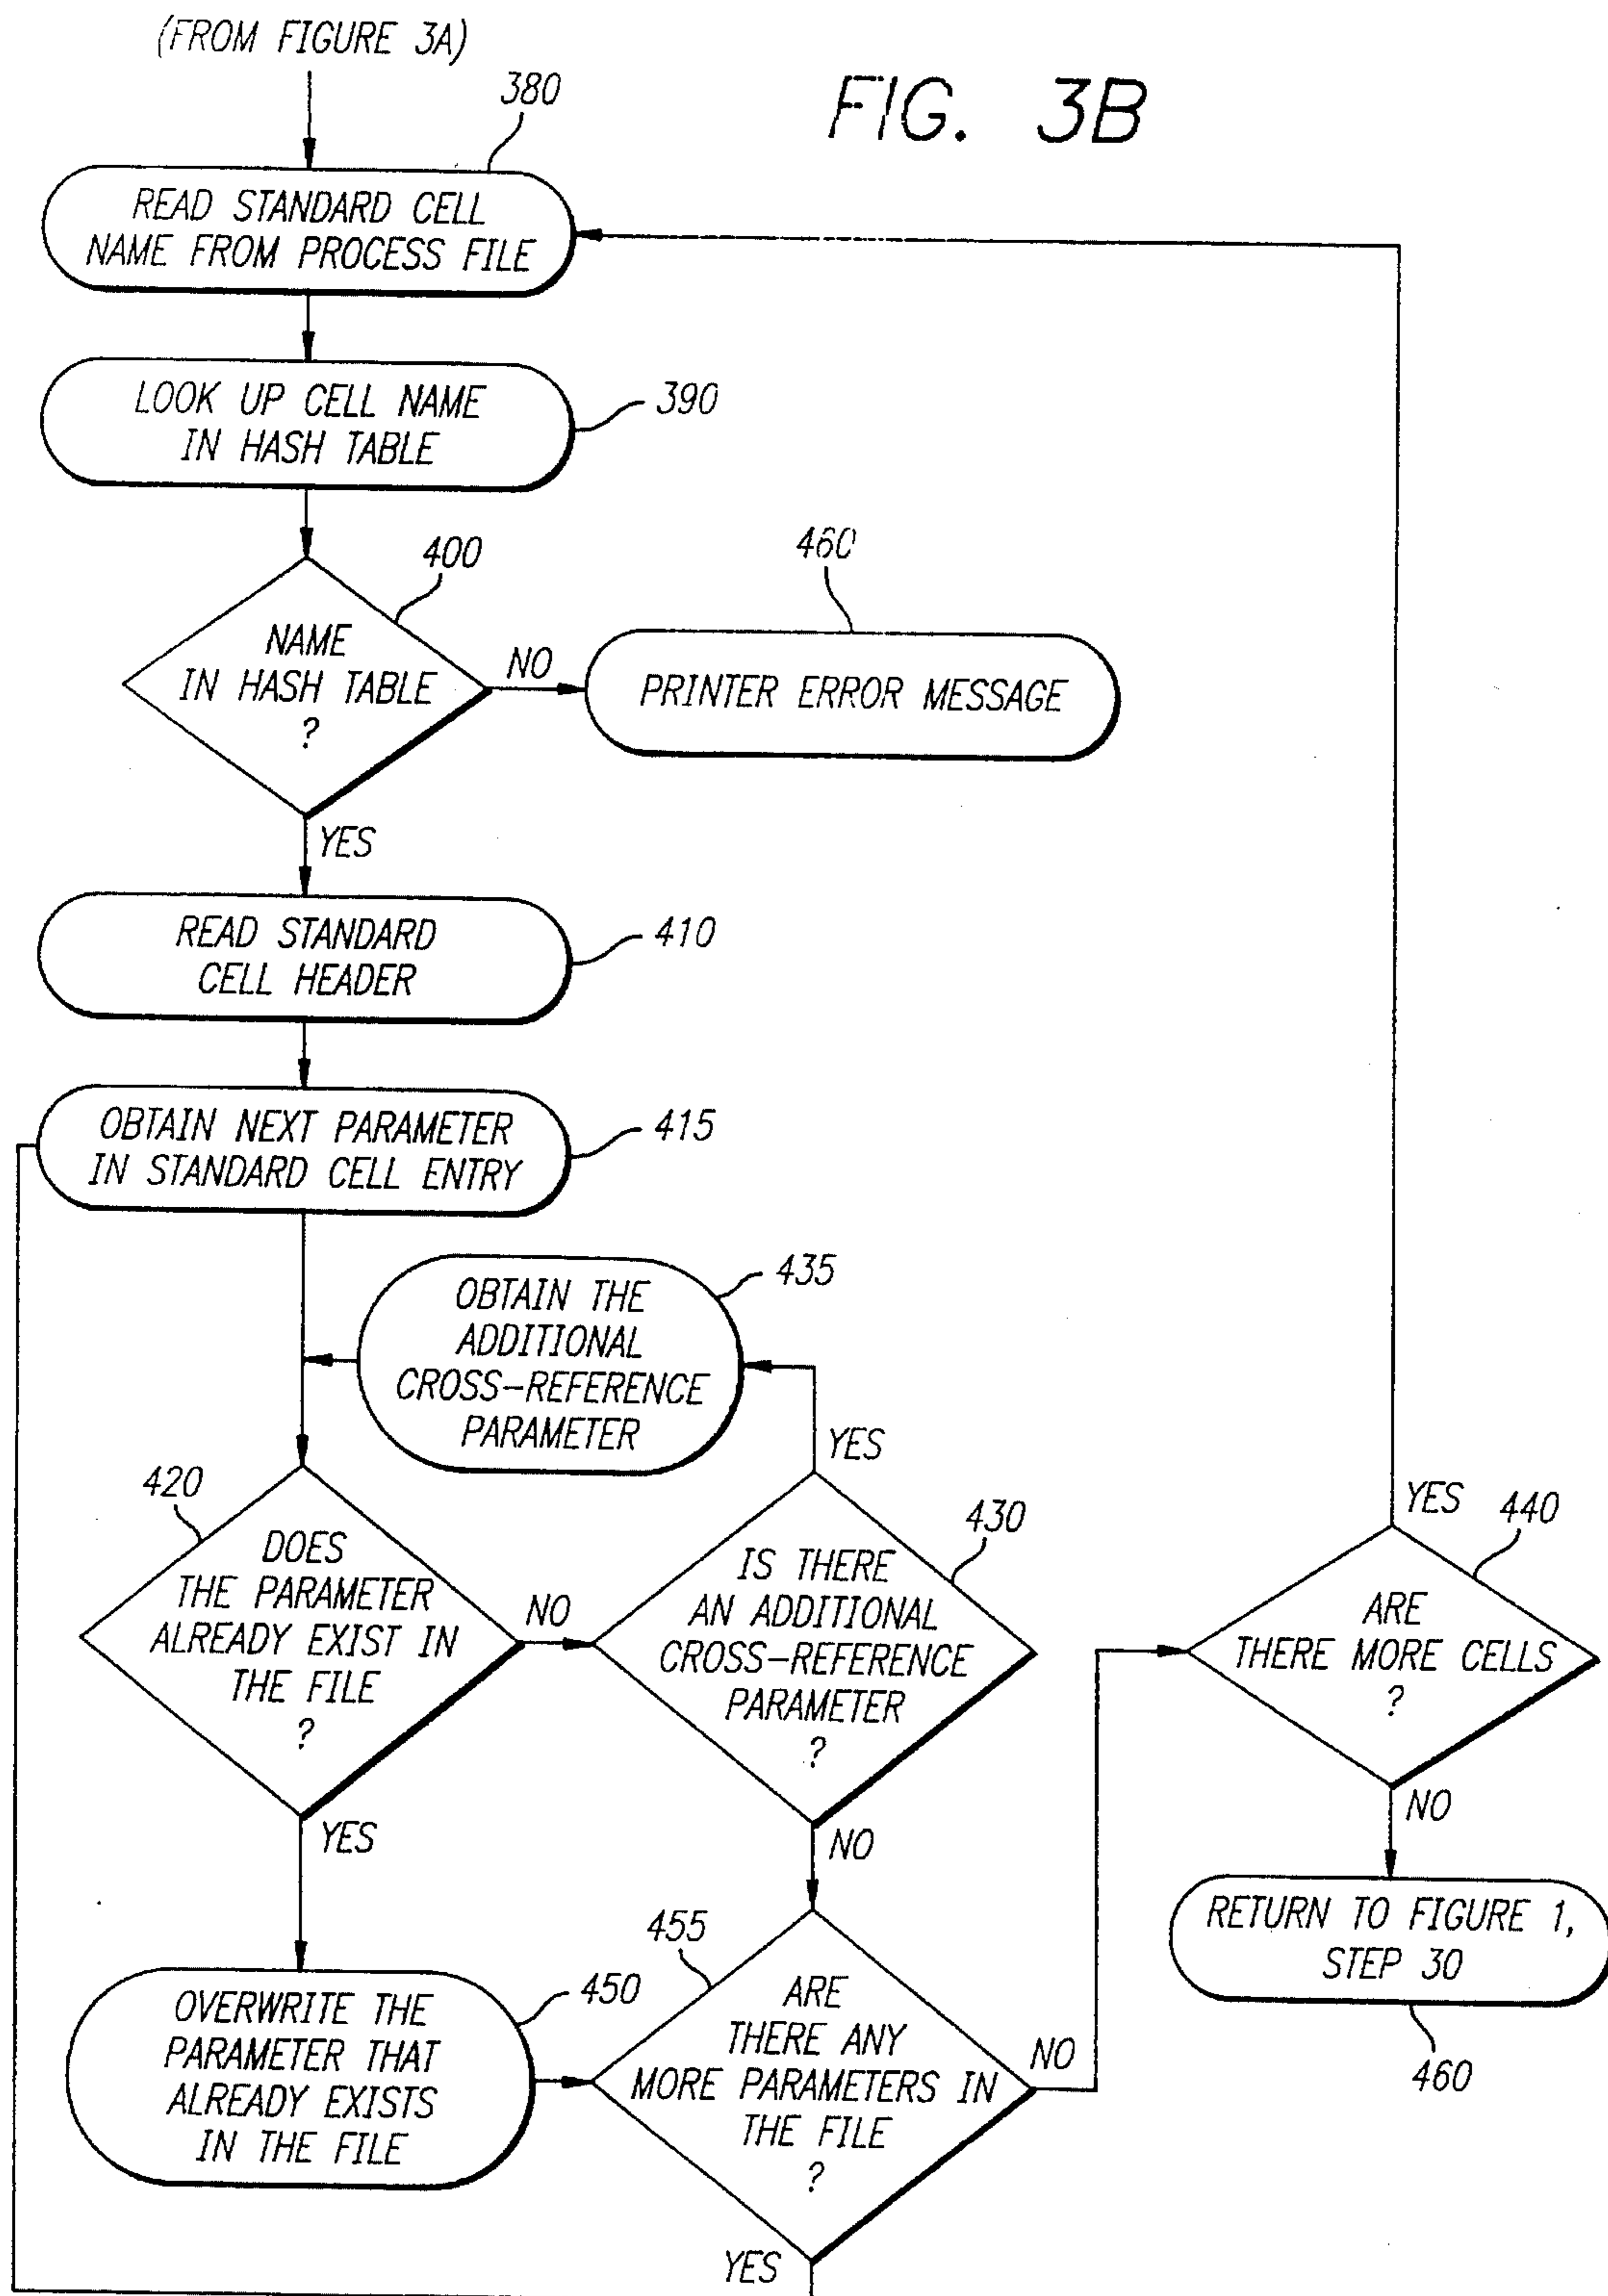 (FROM FIGURE 3A)
FIG. 3B
380
READ STANDARD CELL
NAME FROM PROCESS FILE
LOOK UP CELL NAME
IN HASH TABLE
390
400
NAME
IN HASH TABLE
?
NO
460
PRINTER ERROR MESSAGE
YES
READ STANDARD
CELL HEADER
410
OBTAIN NEXT PARAMETER
IN STANDARD CELL ENTRY
415
OBTAIN THE
ADDITIONAL
CROSS-REFERENCE
PARAMETER
435
YES
420
DOES
THE PARAMETER
ALREADY EXIST IN
THE FILE
?
NO
430
IS THERE
AN ADDITIONAL
CROSS-REFERENCE
PARAMETER
?
YES
440
ARE
THERE MORE CELLS
?
YES
NO
NO
RETURN TO FIGURE 1,
STEP 30
460
OVERWRITE THE
PARAMETER THAT
ALREADY EXISTS
IN THE FILE
450
455
ARE
THERE ANY
MORE PARAMETERS IN
THE FILE
?
NO
YES